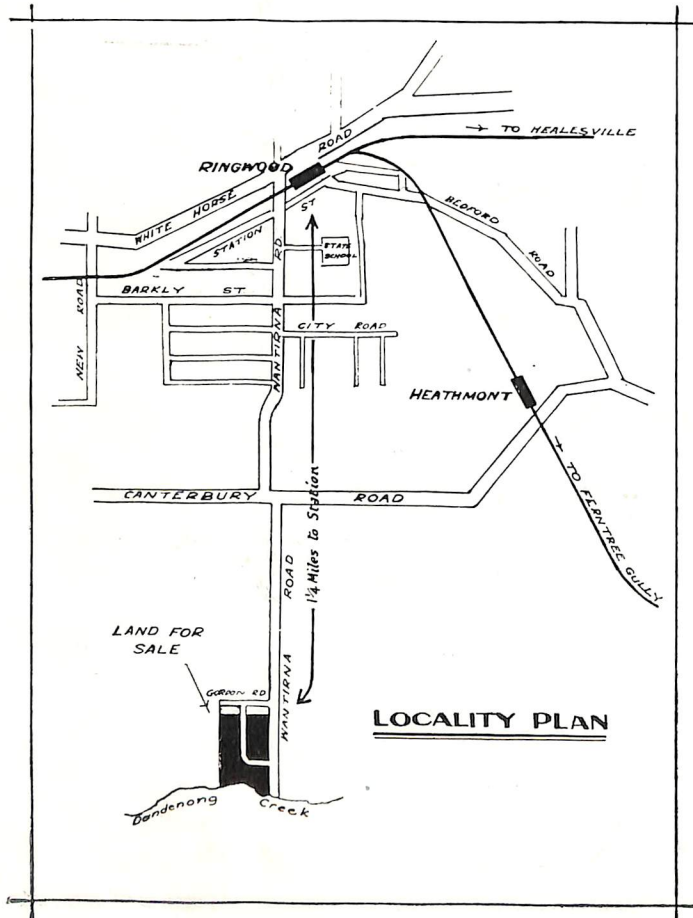 → TO HEALESVILLE
RINGWOOD
ROAD
WHITE HORSE
STATION ST
STATE
SCHOOL
BEDFORD ROAD
NEW ROAD
BARKLY ST
WANTIRNA RD
CITY ROAD
HEATHMONT
CANTERBURY ROAD
→ TO FERNTREE GULLY
1¼ Miles to Station
WANTIRNA ROAD
LAND FOR
SALE
GORDON RD
LOCALITY PLAN
Dandenong Creek